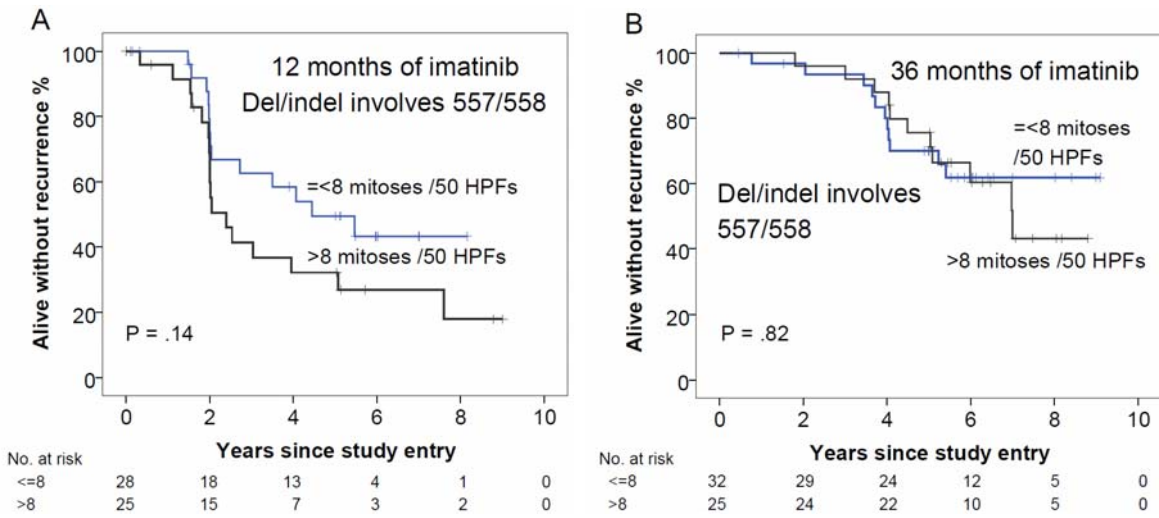 A
12 months of imatinib
Del/indel involves 557/558
=<8 mitoses /50 HPFs
>8 mitoses /50 HPFs
P = .14
Alive without recurrence %
100
80
60
40
20
0
0 2 4 6 8 10
Years since study entry
No. at risk
<=8 28 18 13 4 1 0
>8 25 15 7 3 2 0
B
36 months of imatinib
=<8 mitoses
/50 HPFs
Del/indel involves
557/558
>8 mitoses /50 HPFs
P = .82
Alive without recurrence %
100
80
60
40
20
0
0 2 4 6 8 10
Years since study entry
No. at risk
<=8 32 29 24 12 5 0
>8 25 24 22 10 5 0